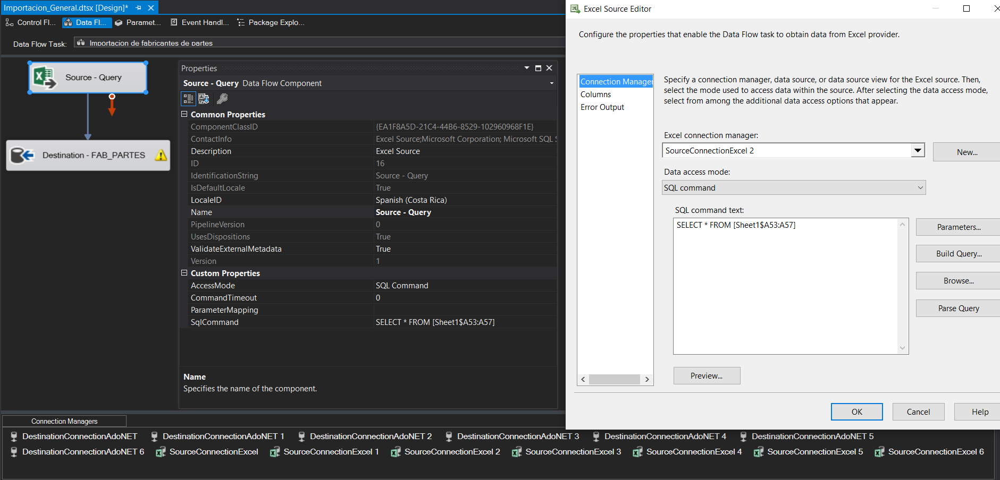 Importacion_General.dtsx [Design]*
Control Fl...
Data Fl...
Paramet...
Event Handl...
Package Explo...
Data Flow Task:
Importacion de fabricantes de partes
Source - Query
Destination - FAB_PARTES
Properties
Source - Query Data Flow Component
Common Properties
ComponentClassID {EA1F8A5D-21C4-44B6-8529-102960968F1E}
ContactInfo Excel Source;Microsoft Corporation; Microsoft SQL S
Description Excel Source
ID 16
IdentificationString Source - Query
IsDefaultLocale True
LocaleID Spanish (Costa Rica)
Name Source - Query
PipelineVersion 0
UsesDispositions True
ValidateExternalMetadata True
Version 1
Custom Properties
AccessMode SQL Command
CommandTimeout 0
ParameterMapping
SqlCommand SELECT * FROM [Sheet1$A53:A57]
Name
Specifies the name of the component.
Excel Source Editor
Configure the properties that enable the Data Flow task to obtain data from Excel provider.
Connection Manager
Columns
Error Output
Specify a connection manager, data source, or data source view for the Excel source. Then,
select the mode used to access data within the source. After selecting the data access mode,
select from among the additional data access options that appear.
Excel connection manager:
SourceConnectionExcel 2
New...
Data access mode:
SQL command
SQL command text:
SELECT * FROM [Sheet1$A53:A57]
Parameters...
Build Query...
Browse...
Parse Query
Preview...
OK
Cancel
Help
Connection Managers
DestinationConnectionAdoNET
DestinationConnectionAdoNET 1
DestinationConnectionAdoNET 2
DestinationConnectionAdoNET 3
DestinationConnectionAdoNET 4
DestinationConnectionAdoNET 5
DestinationConnectionAdoNET 6
SourceConnectionExcel
SourceConnectionExcel 1
SourceConnectionExcel 2
SourceConnectionExcel 3
SourceConnectionExcel 4
SourceConnectionExcel 5
SourceConnectionExcel 6